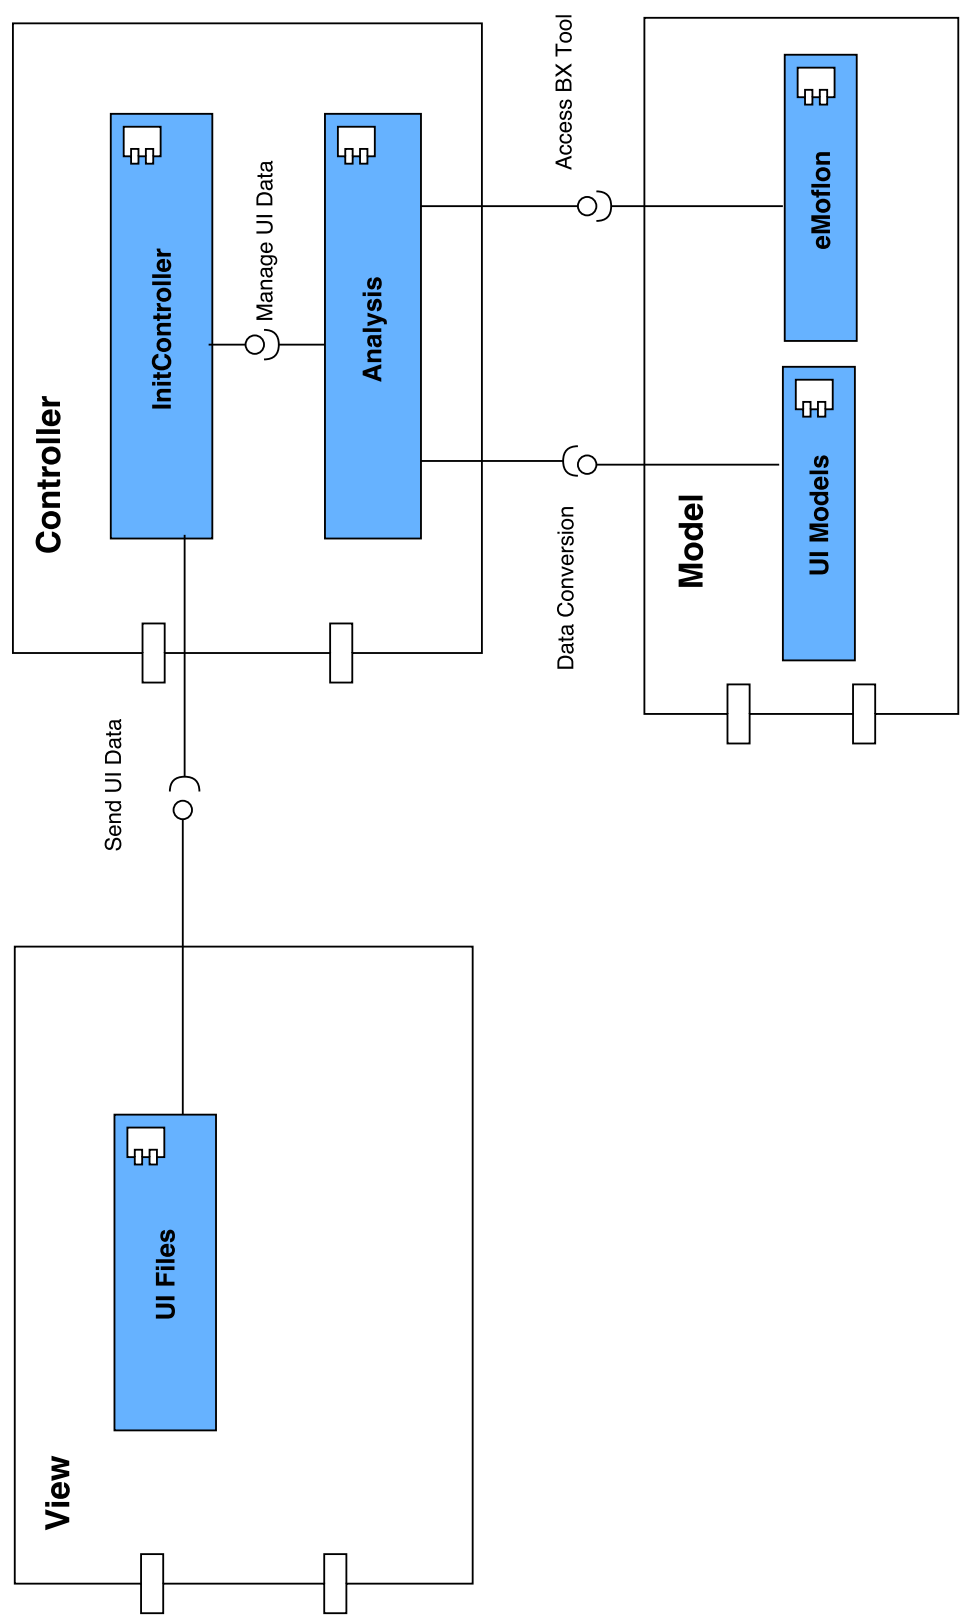 View
UI Files
Send UI Data
Controller
InitController
Manage UI Data
Analysis
Data Conversion
Access BX Tool
Model
UI Models
eMoflon